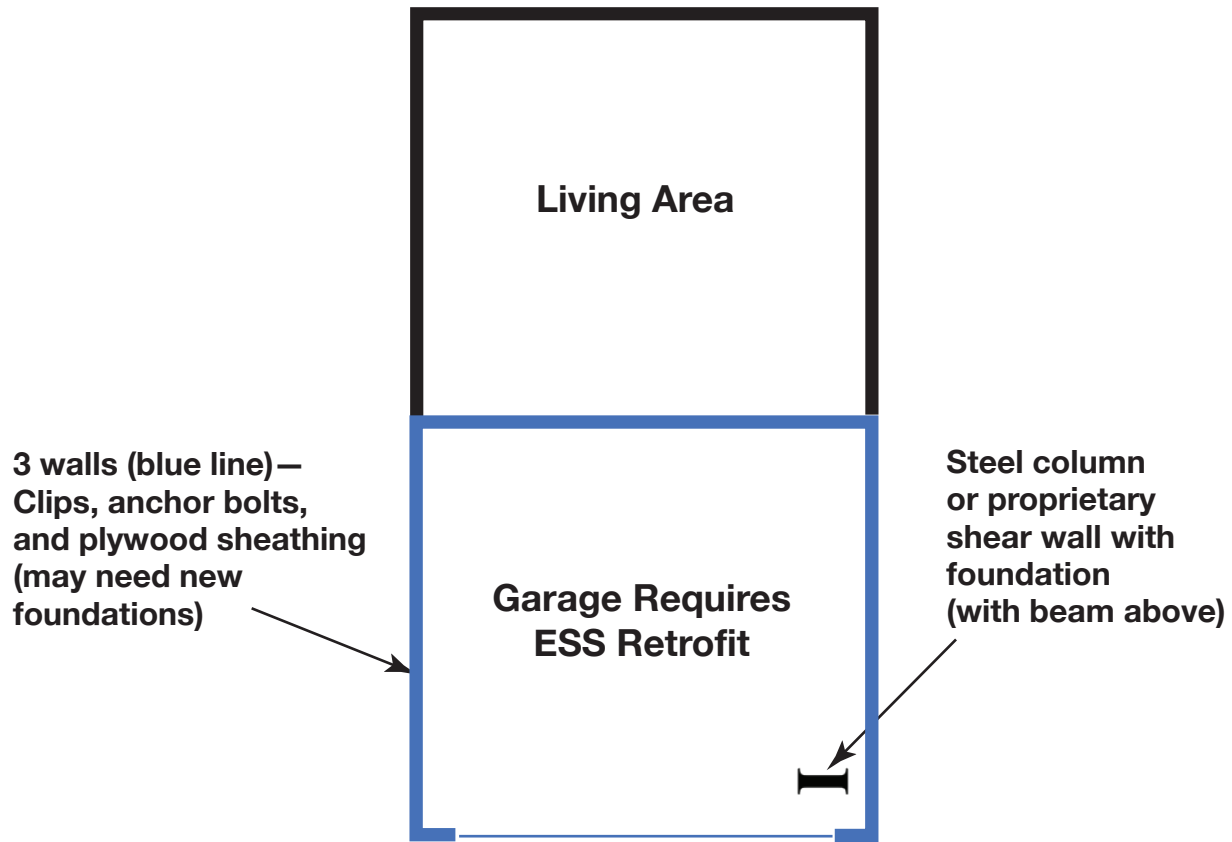 Living Area
3 walls (blue line)—
Clips, anchor bolts,
and plywood sheathing
(may need new
foundations)
Garage Requires
ESS Retrofit
Steel column
or proprietary
shear wall with
foundation
(with beam above)